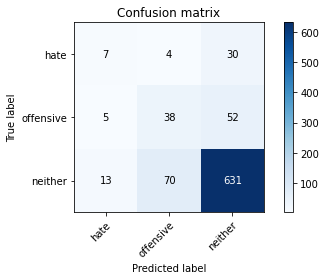 Confusion matrix
True label
hate
offensive
neither
7 4 30
5 38 52
13 70 631
hate offensive neither
Predicted label
600
500
400
300
200
100